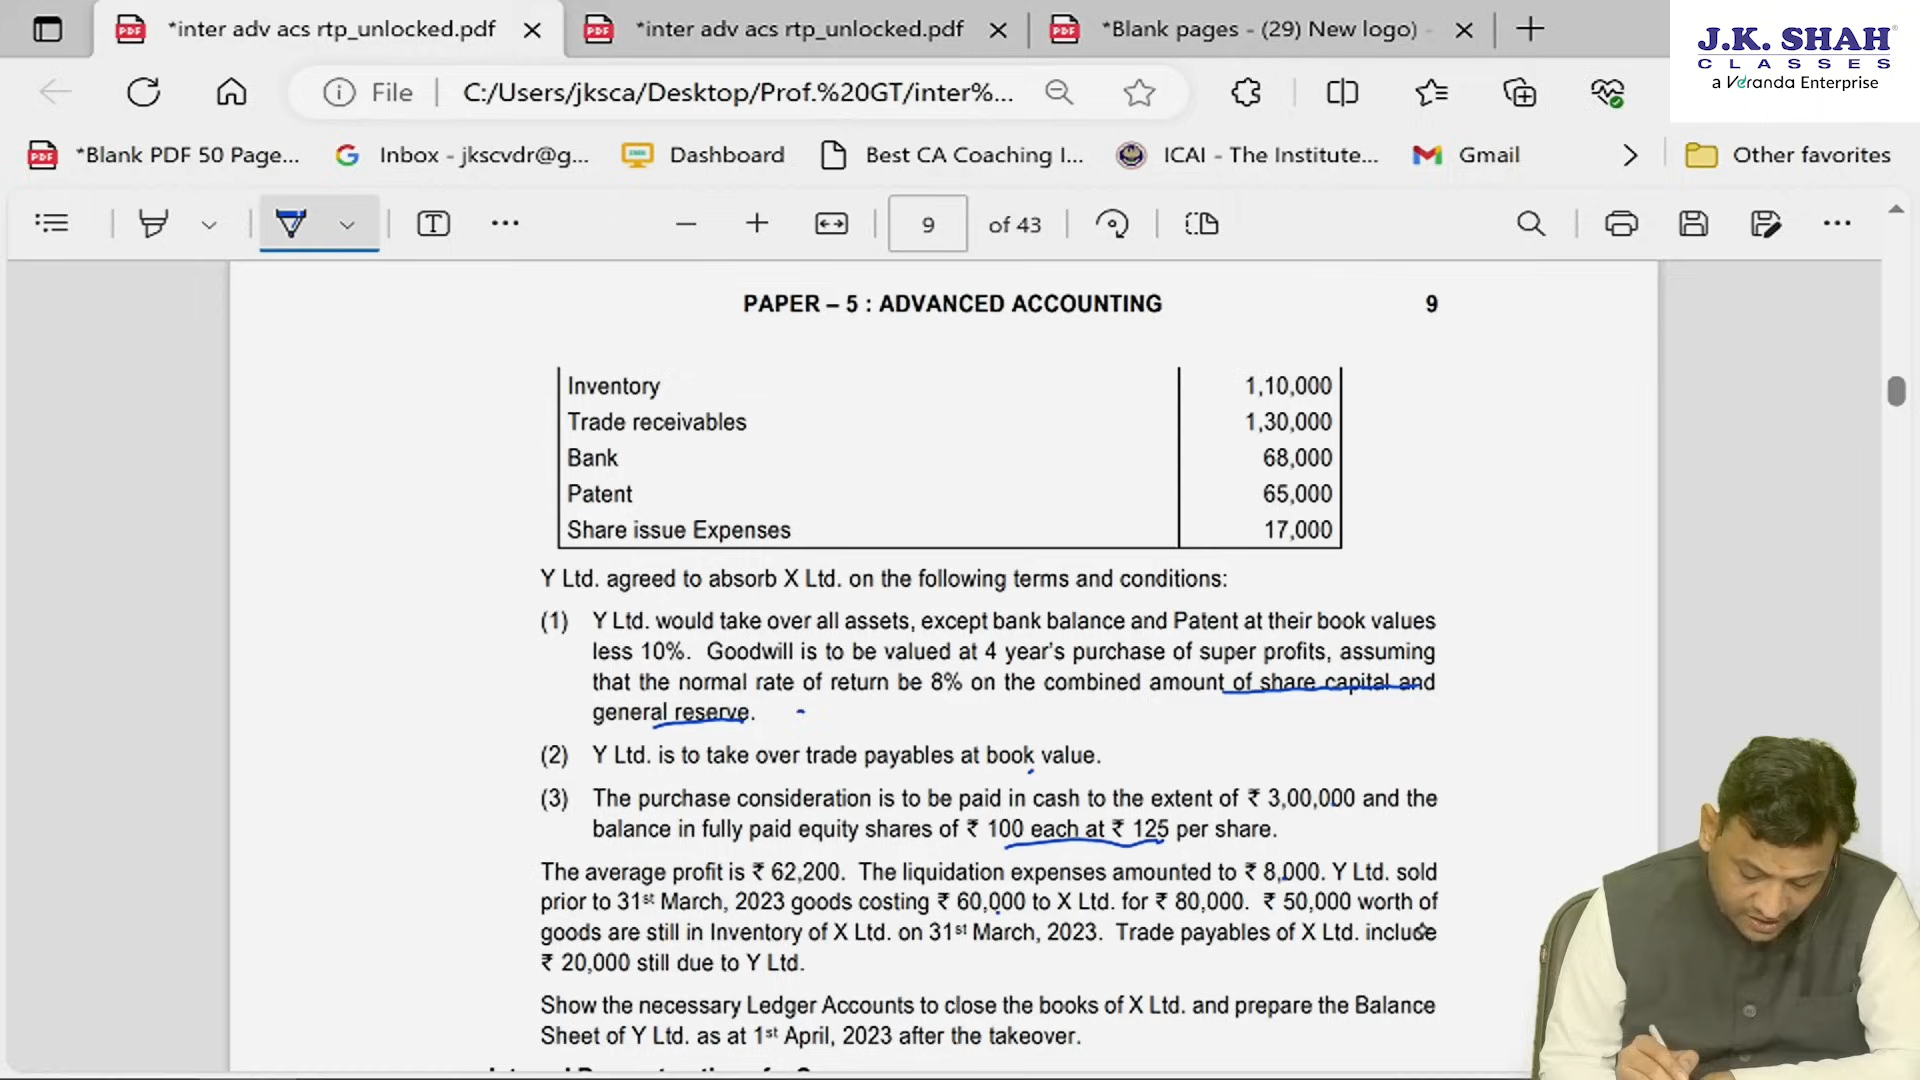 *inter adv acs rtp_unlocked.pdf
*inter adv acs rtp_unlocked.pdf
*Blank pages - (29) New logo) -
J.K. SHAH
CLASSES
a Veranda Enterprise
File
C:/Users/jksca/Desktop/Prof.%20GT/inter%...
*Blank PDF 50 Page...
Inbox - jkscvdr@g...
Dashboard
Best CA Coaching I...
ICAI - The Institute...
Gmail
Other favorites
9 of 43
PAPER – 5 : ADVANCED ACCOUNTING 9
Inventory 1,10,000
Trade receivables 1,30,000
Bank 68,000
Patent 65,000
Share issue Expenses 17,000
Y Ltd. agreed to absorb X Ltd. on the following terms and conditions:
(1) Y Ltd. would take over all assets, except bank balance and Patent at their book values
less 10%. Goodwill is to be valued at 4 year's purchase of super profits, assuming
that the normal rate of return be 8% on the combined amount of share capital and
general reserve.
(2) Y Ltd. is to take over trade payables at book value.
(3) The purchase consideration is to be paid in cash to the extent of ₹ 3,00,000 and the
balance in fully paid equity shares of ₹ 100 each at ₹ 125 per share.
The average profit is ₹ 62,200. The liquidation expenses amounted to ₹ 8,000. Y Ltd. sold
prior to 31st March, 2023 goods costing ₹ 60,000 to X Ltd. for ₹ 80,000. ₹ 50,000 worth of
goods are still in Inventory of X Ltd. on 31st March, 2023. Trade payables of X Ltd. include
₹ 20,000 still due to Y Ltd.
Show the necessary Ledger Accounts to close the books of X Ltd. and prepare the Balance
Sheet of Y Ltd. as at 1st April, 2023 after the takeover.